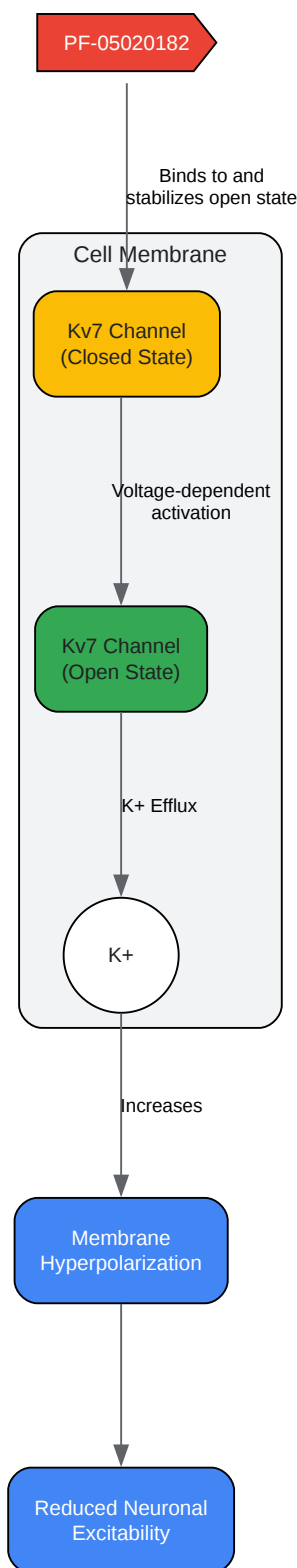 PF-05020182
Binds to and
stabilizes open state
Cell Membrane
Kv7 Channel
(Closed State)
Voltage-dependent
activation
Kv7 Channel
(Open State)
K+ Efflux
K+
Increases
Membrane
Hyperpolarization
Reduced Neuronal
Excitability